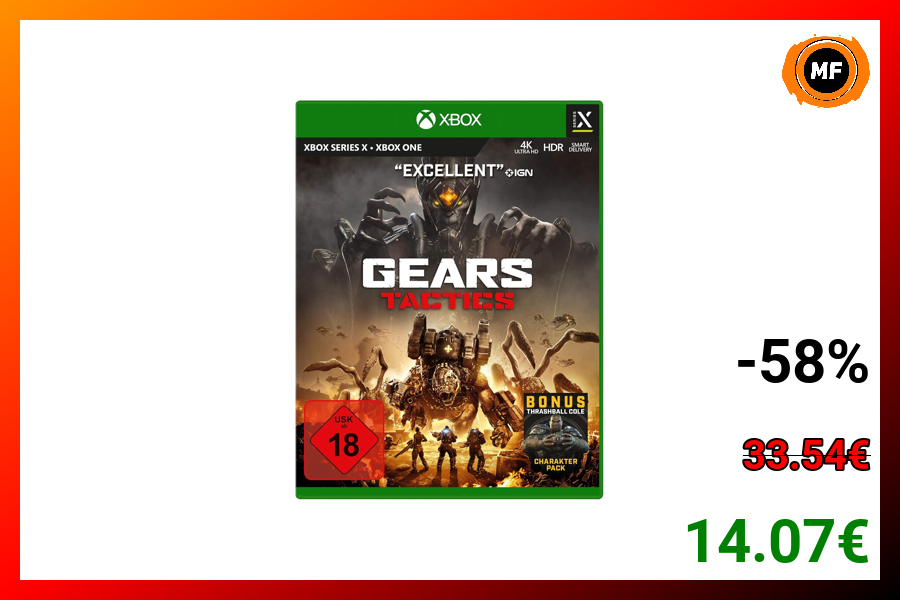 MF
XBOX
SERIES X
XBOX SERIES X • XBOX ONE
4K
ULTRA HD
HDR
SMART
DELIVERY
“EXCELLENT” IGN
GEARS
TACTICS
-58%
33.54€
14.07€
BONUS
THRASHBALL COLE
CHARAKTER
PACK
USK
ab
18